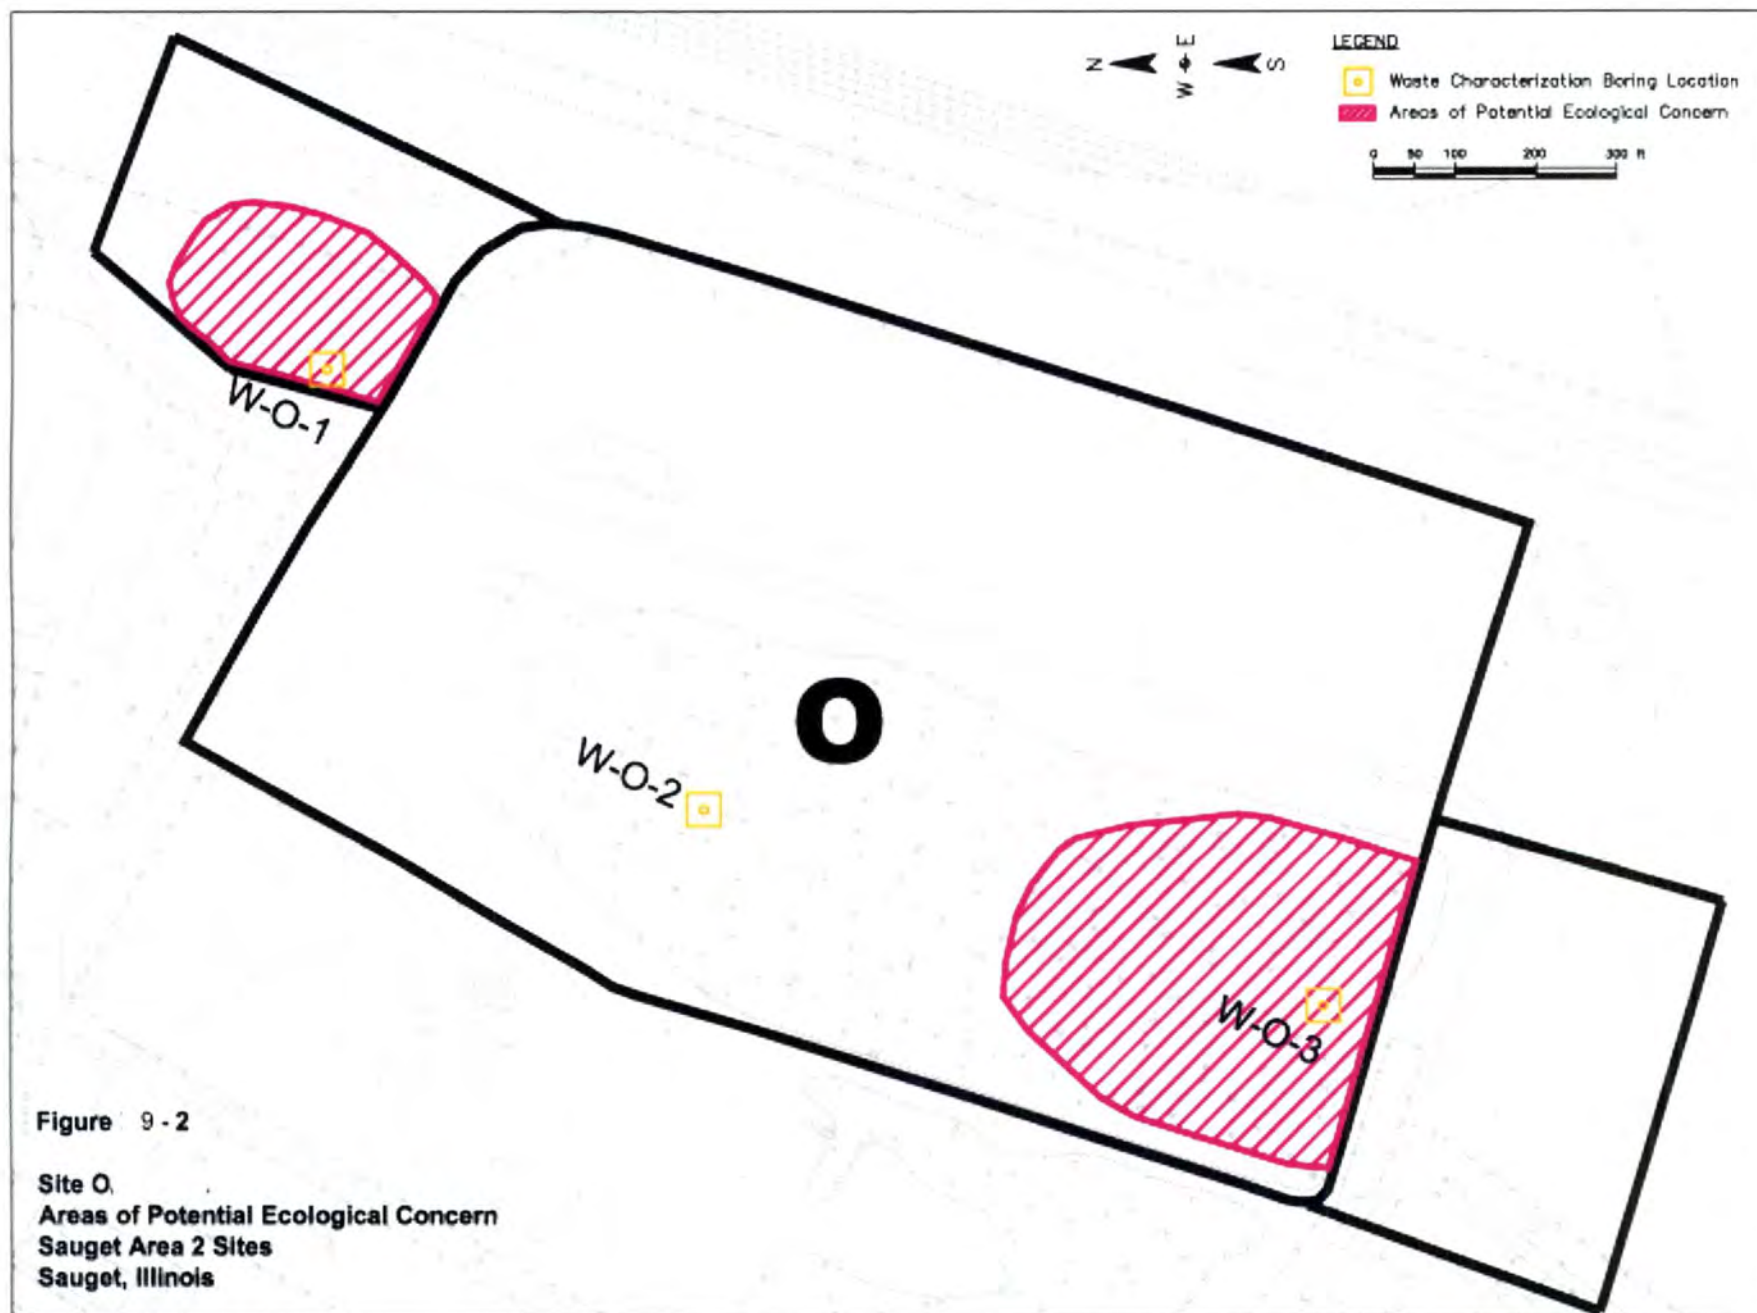 N
W E
S
LEGEND
Waste Characterization Boring Location
Areas of Potential Ecological Concern
0 50 100 200 300 ft
W-O-1
W-O-2
O
W-O-3
Figure 9 - 2
Site O
Areas of Potential Ecological Concern
Sauget Area 2 Sites
Sauget, Illinois